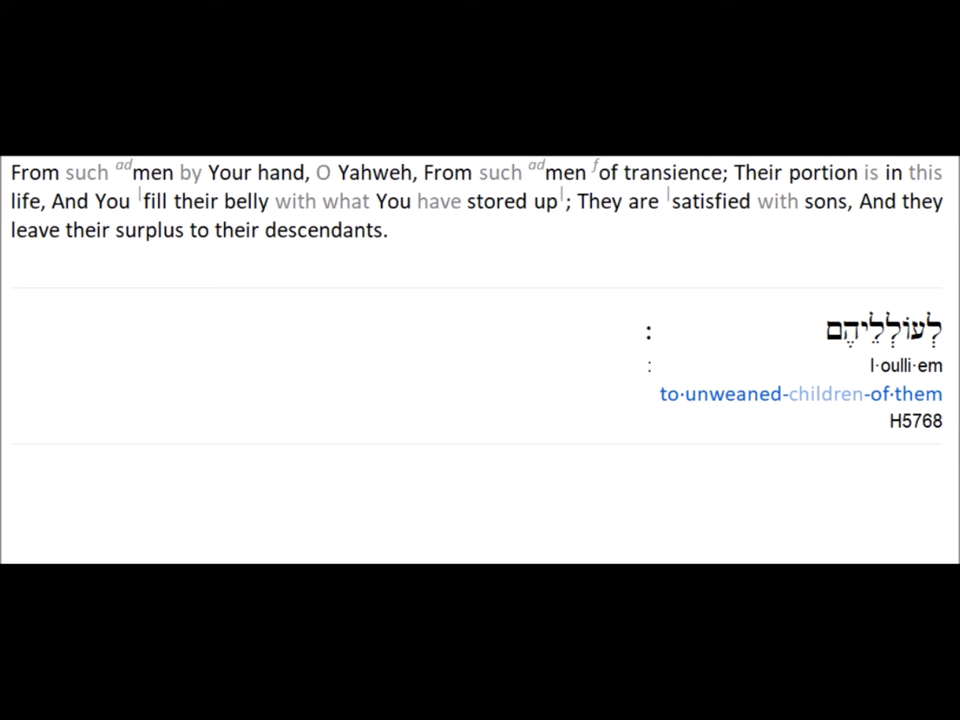 From such ad men by Your hand, O Yahweh, From such ad men f of transience; Their portion is in this
life, And You |fill their belly with what You have stored up|; They are |satisfied with sons, And they
leave their surplus to their descendants.
לְעוֹלְלֵיהֶם :
l·oulli·em :
to·unweaned-children-of·them
H5768